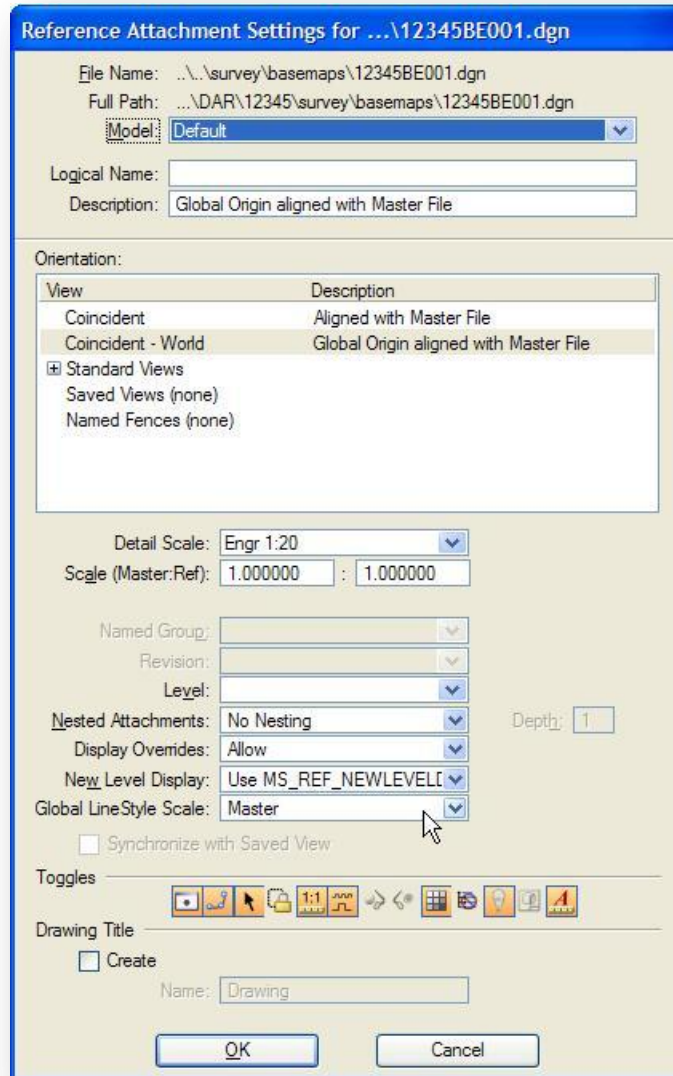 Reference Attachment Settings for ...\12345BE001.dgn
File Name: ..\..\survey\basemaps\12345BE001.dgn
Full Path: ...\DAR\12345\survey\basemaps\12345BE001.dgn
Model: Default
Logical Name:
Description: Global Origin aligned with Master File
Orientation:
View Description
Coincident Aligned with Master File
Coincident - World Global Origin aligned with Master File
Standard Views
Saved Views (none)
Named Fences (none)
Detail Scale: Engr 1:20
Scale (Master:Ref): 1.000000 : 1.000000
Named Group:
Revision:
Level:
Nested Attachments: No Nesting Depth: 1
Display Overrides: Allow
New Level Display: Use MS_REF_NEWLEVELD
Global LineStyle Scale: Master
Synchronize with Saved View
Toggles
1:1 A
Drawing Title
Create
Name: Drawing
OK Cancel